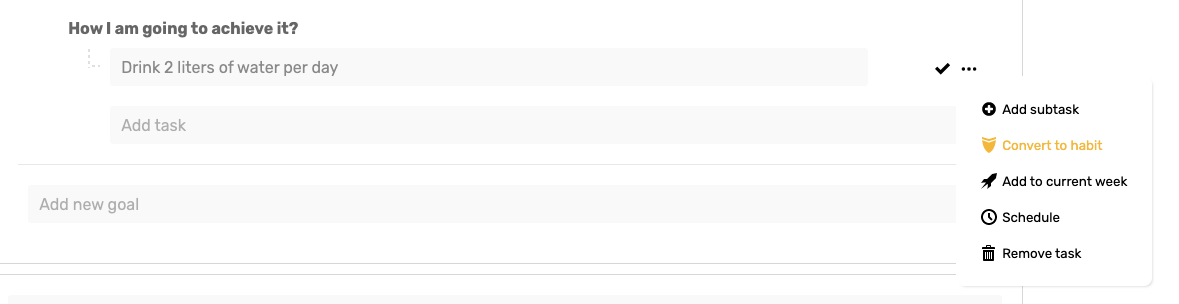 How I am going to achieve it?
Drink 2 liters of water per day
Add task
Add new goal
Add subtask
Convert to habit
Add to current week
Schedule
Remove task